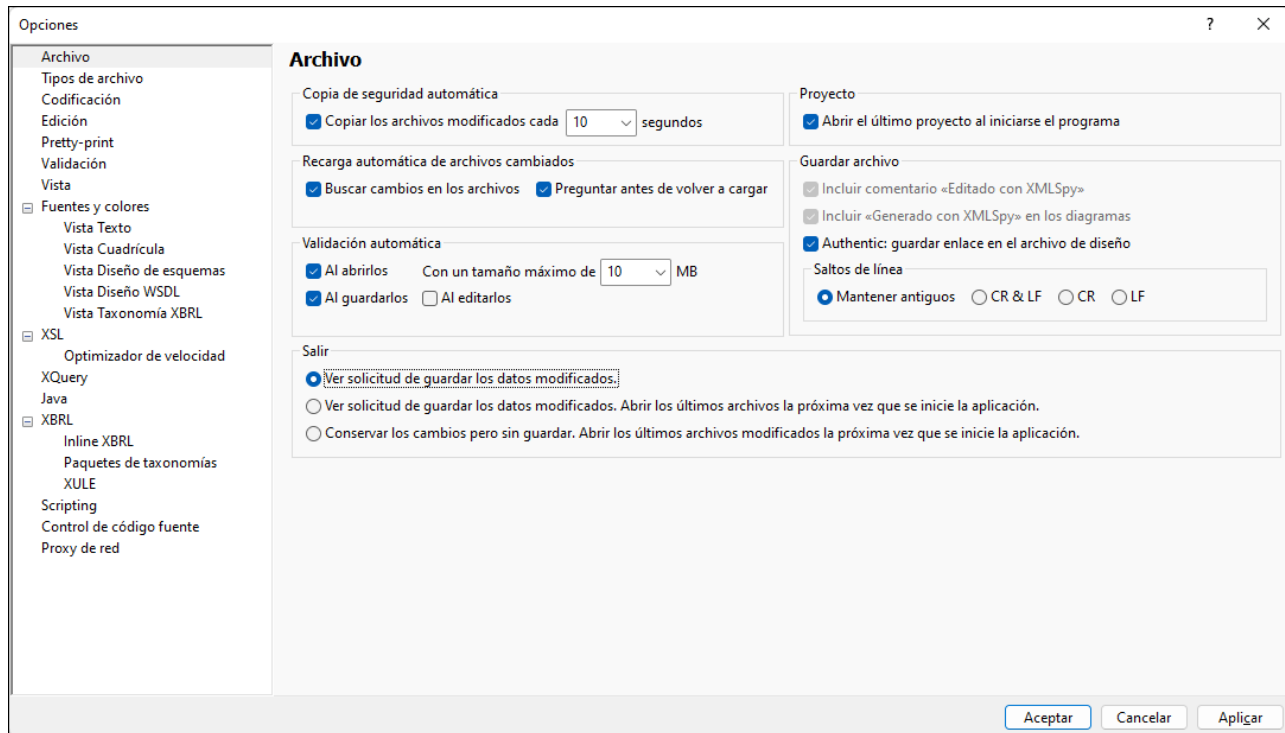 Opciones
?
Archivo
Tipos de archivo
Codificación
Edición
Pretty-print
Validación
Vista
Fuentes y colores
Vista Texto
Vista Cuadrícula
Vista Diseño de esquemas
Vista Diseño WSDL
Vista Taxonomía XBRL
XSL
Optimizador de velocidad
XQuery
Java
XBRL
Inline XBRL
Paquetes de taxonomías
XULE
Scripting
Control de código fuente
Proxy de red
Archivo
Copia de seguridad automática
Copiar los archivos modificados cada 10 segundos
Recarga automática de archivos cambiados
Buscar cambios en los archivos Preguntar antes de volver a cargar
Validación automática
Al abrirlos Con un tamaño máximo de 10 MB
Al guardarlos Al editarlos
Proyecto
Abrir el último proyecto al iniciarse el programa
Guardar archivo
Incluir comentario «Editado con XMLSpy»
Incluir «Generado con XMLSpy» en los diagramas
Authentic: guardar enlace en el archivo de diseño
Saltos de línea
Mantener antiguos CR & LF CR LF
Salir
Ver solicitud de guardar los datos modificados.
Ver solicitud de guardar los datos modificados. Abrir los últimos archivos la próxima vez que se inicie la aplicación.
Conservar los cambios pero sin guardar. Abrir los últimos archivos modificados la próxima vez que se inicie la aplicación.
Aceptar Cancelar Aplicar